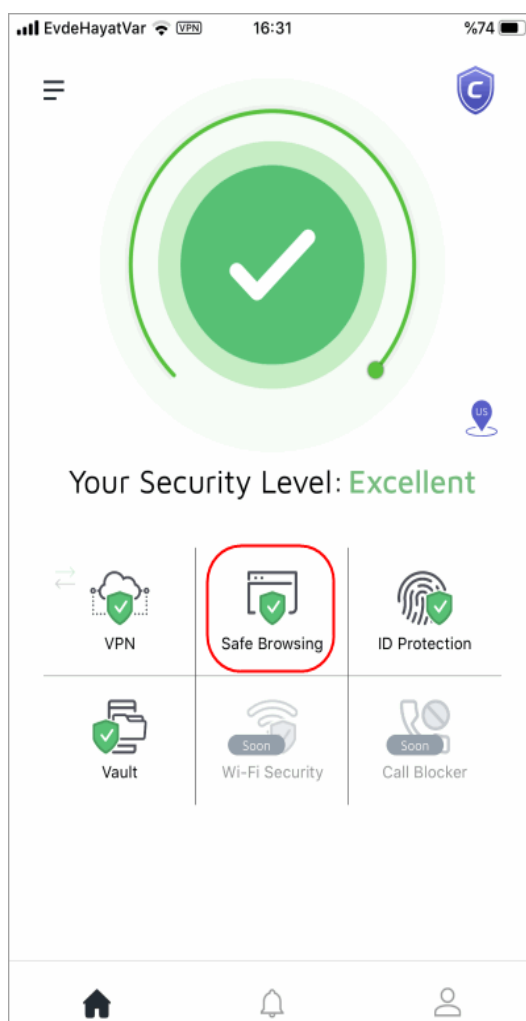 EvdeHayatVar VPN 16:31 %74
C
US
Your Security Level: Excellent
VPN Safe Browsing ID Protection
Soon Soon
Vault Wi-Fi Security Call Blocker